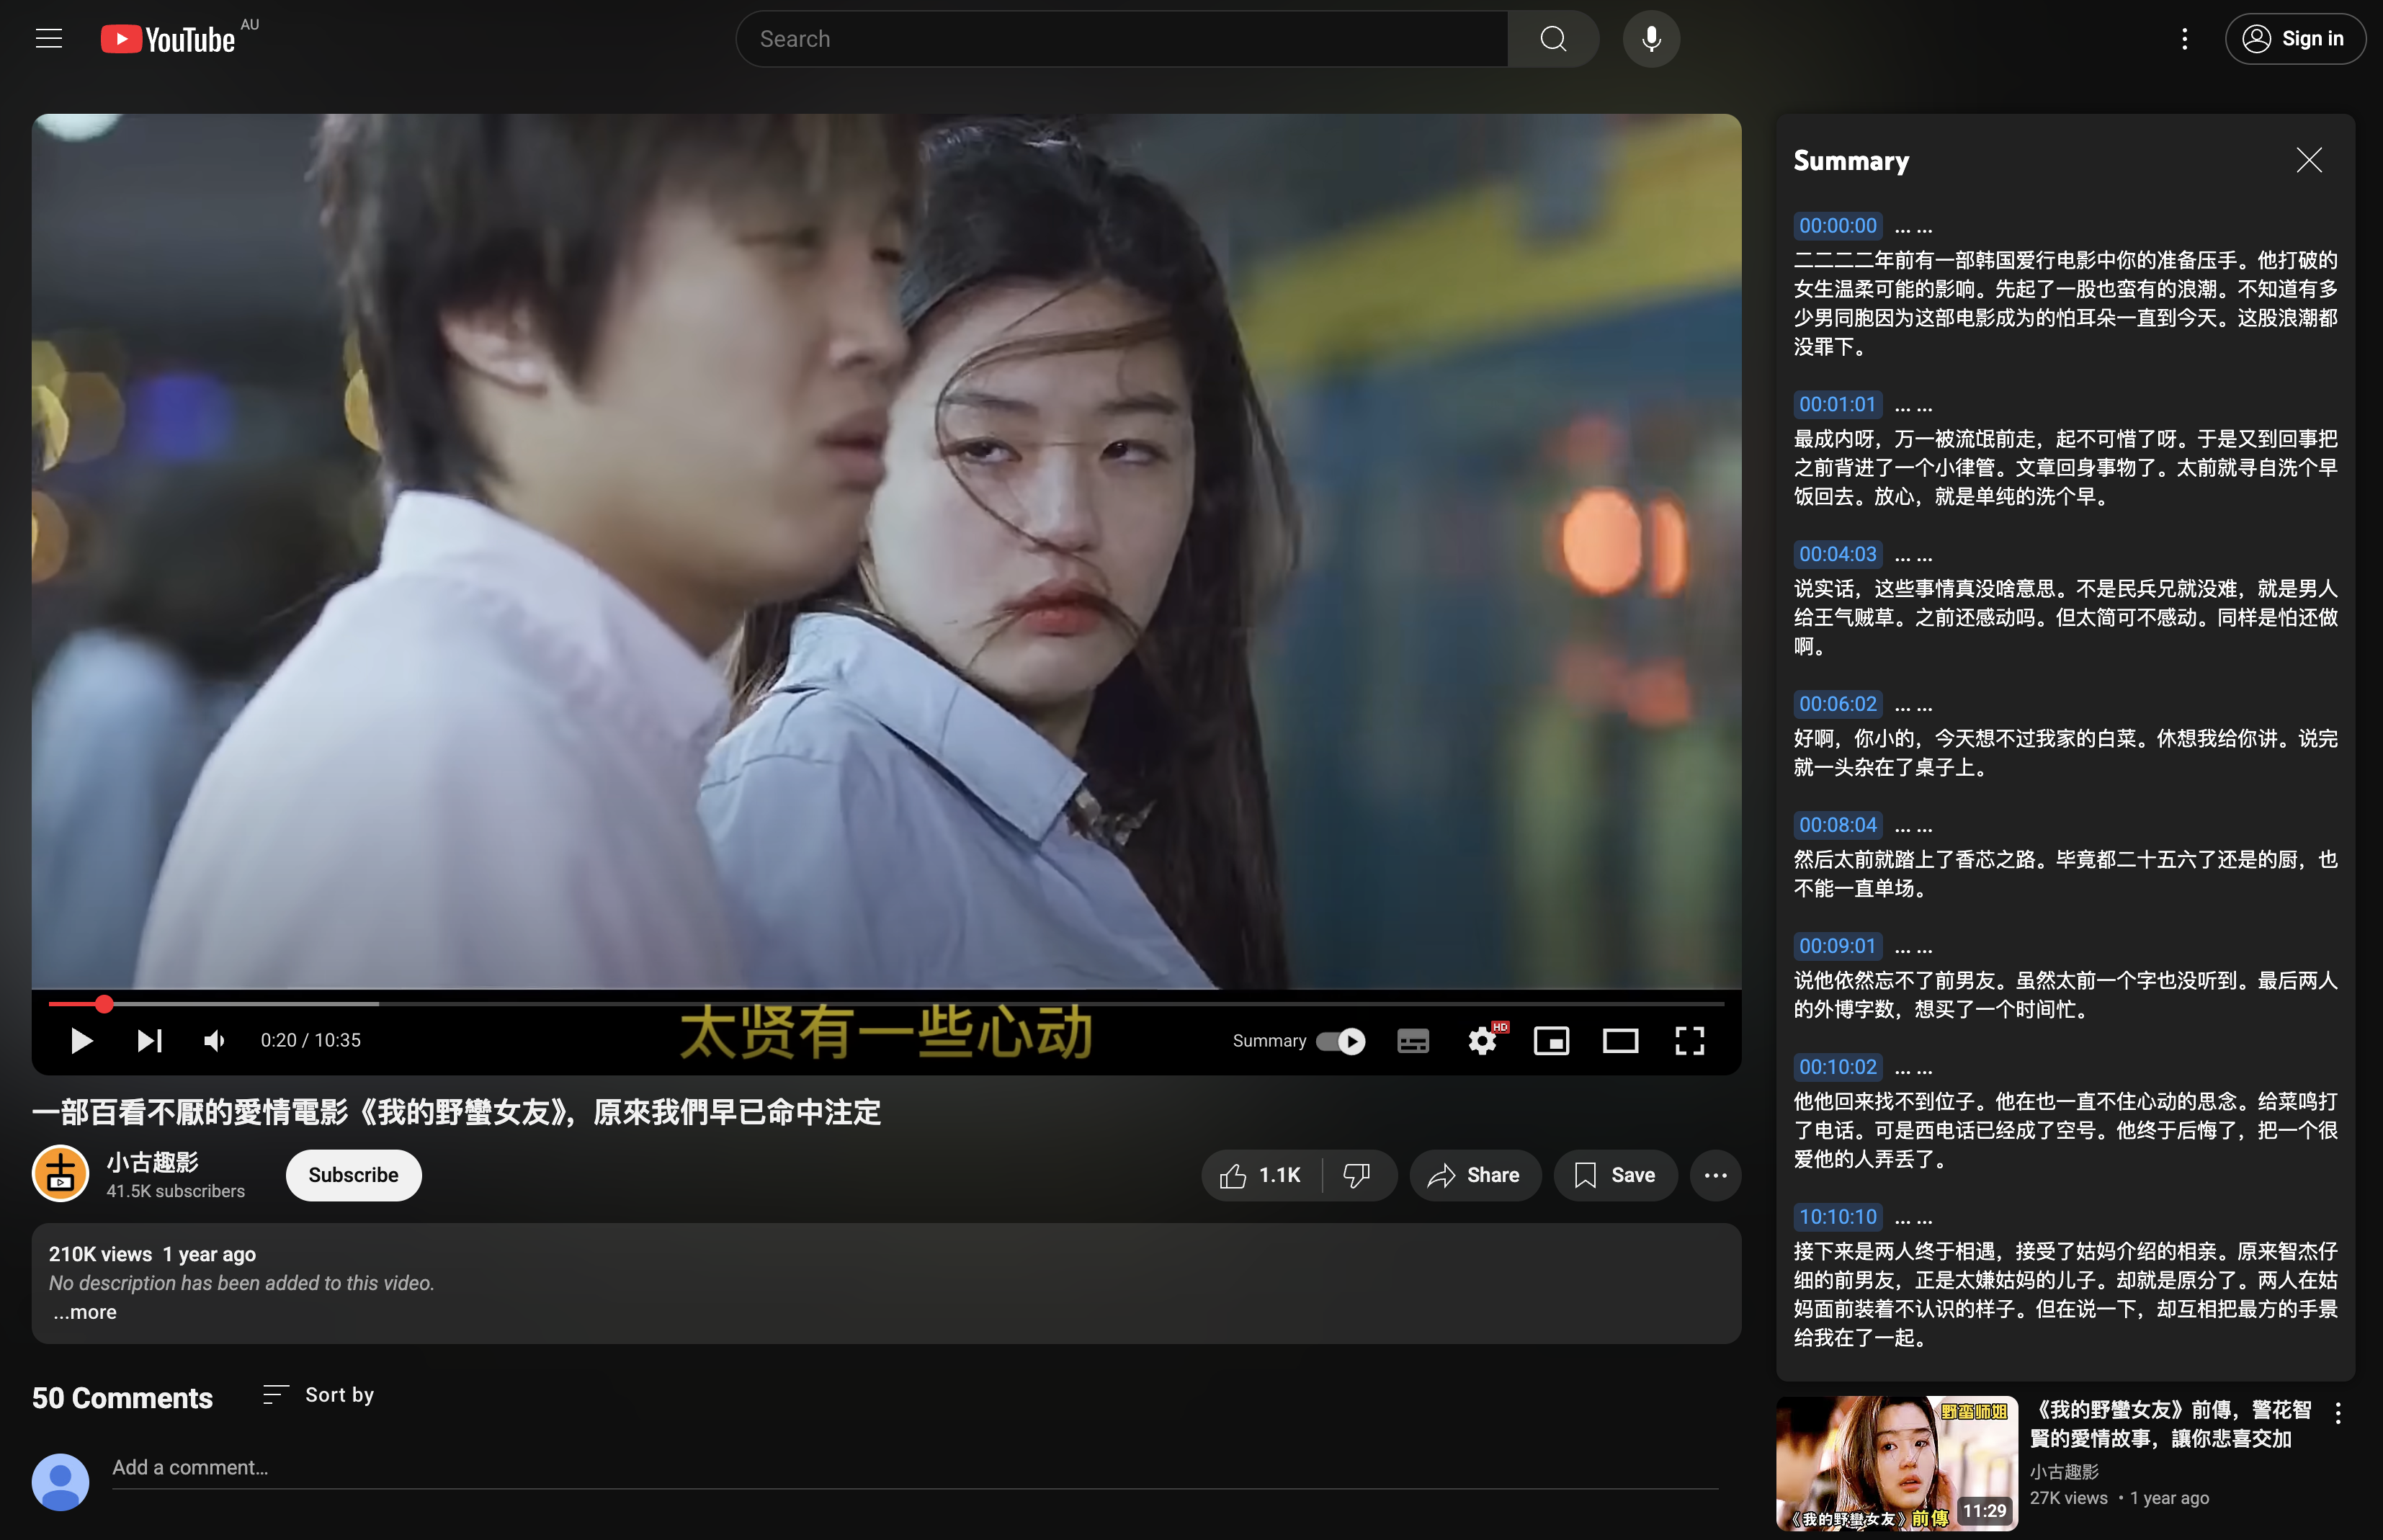 YouTube AU
Search
Sign in
Summary
00:00:00 ... ...
二二二二年前有一部韩国爱行电影中你的准备压手。他打破的
女生温柔可能的影响。先起了一股也蛮有的浪潮。不知道有多
少男同胞因为这部电影成为的怕耳朵一直到今天。这股浪潮都
没罪下。
00:01:01 ... ...
最成内呀，万一被流氓前走，起不可惜了呀。于是又到回事把
之前背进了一个小律管。文章回身事物了。太前就寻自洗个早
饭回去。放心，就是单纯的洗个早。
00:04:03 ... ...
说实话，这些事情真没啥意思。不是民兵兄就没难，就是男人
给王气贼草。之前还感动吗。但太简可不感动。同样是怕还做
啊。
00:06:02 ... ...
好啊，你小的，今天想不过我家的白菜。休想我给你讲。说完
就一头杂在了桌子上。
00:08:04 ... ...
然后太前就踏上了香芯之路。毕竟都二十五六了还是的厨，也
不能一直单场。
00:09:01 ... ...
说他依然忘不了前男友。虽然太前一个字也没听到。最后两人
的外博字数，想买了一个时间忙。
00:10:02 ... ...
他他回来找不到位子。他在也一直不住心动的思念。给菜鸣打
了电话。可是西电话已经成了空号。他终于后悔了，把一个很
爱他的人弄丢了。
10:10:10 ... ...
接下来是两人终于相遇，接受了姑妈介绍的相亲。原来智杰仔
细的前男友，正是太嫌姑妈的儿子。却就是原分了。两人在姑
妈面前装着不认识的样子。但在说一下，却互相把最方的手景
给我在了一起。
太贤有一些心动
0:20 / 10:35
Summary
HD
一部百看不厭的愛情電影《我的野蠻女友》，原來我們早已命中注定
古
小古趣影
41.5K subscribers
Subscribe
1.1K
Share
Save
210K views 1 year ago
No description has been added to this video.
...more
50 Comments
Sort by
Add a comment...
野蛮师姐
《我的野蠻女友》前傳
11:29
《我的野蠻女友》前傳，警花智
賢的愛情故事，讓你悲喜交加
小古趣影
27K views • 1 year ago